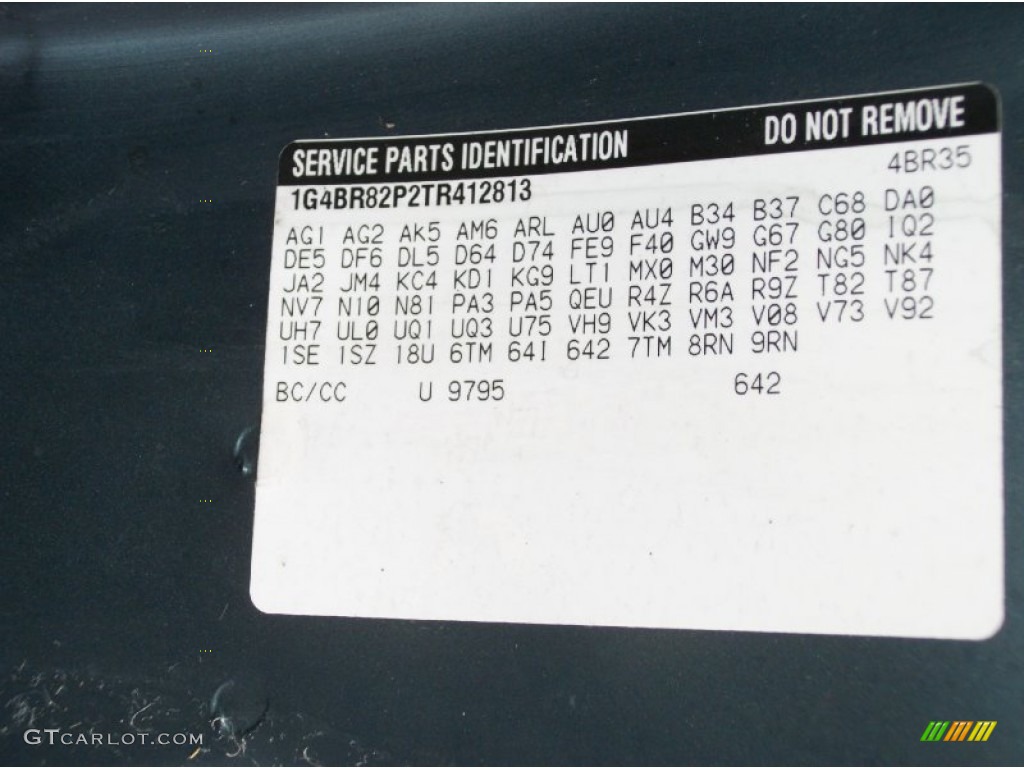 SERVICE PARTS IDENTIFICATION DO NOT REMOVE
1G4BR82P2TR412813 4BR35
AG1 AG2 AK5 AM6 ARL AU0 AU4 B34 B37 C68 DA0
DE5 DF6 DL5 D64 D74 FE9 F40 GW9 G67 G80 IQ2
JA2 JM4 KC4 KD1 KG9 LT1 MX0 M30 NF2 NG5 NK4
NV7 N10 N81 PA3 PA5 QEU R4Z R6A R9Z T82 T87
UH7 UL0 UQ1 UQ3 U75 VH9 VK3 VM3 V08 V73 V92
1SE 1SZ 18U 6TM 64I 642 7TM 8RN 9RN
BC/CC U 9795 642
GTCARLOT.COM